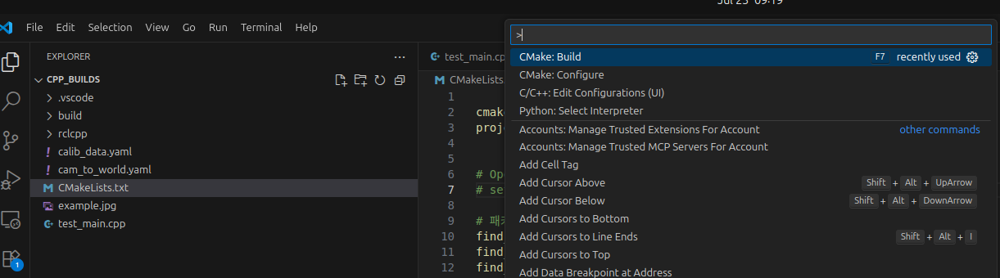 Jul 23 09:19
File Edit Selection View Go Run Terminal Help
>
EXPLORER
CPP_BUILDS
.vscode
build
rclcpp
calib_data.yaml
cam_to_world.yaml
CMakeLists.txt
example.jpg
test_main.cpp
1
test_main.cp
CMakeLists
1
2 cmak
3 proj
4
5
6 # Op
7 # se
8
9
10 find
11 find
12 find
CMake: Build F7 recently used
CMake: Configure
C/C++: Edit Configurations (UI)
Python: Select Interpreter
Accounts: Manage Trusted Extensions For Account other commands
Accounts: Manage Trusted MCP Servers For Account
Add Cell Tag
Add Cursor Above Shift + Alt + UpArrow
Add Cursor Below Shift + Alt + DownArrow
Add Cursors to Bottom
Add Cursors to Line Ends Shift + Alt + I
Add Cursors to Top
Add Data Breakpoint at Address